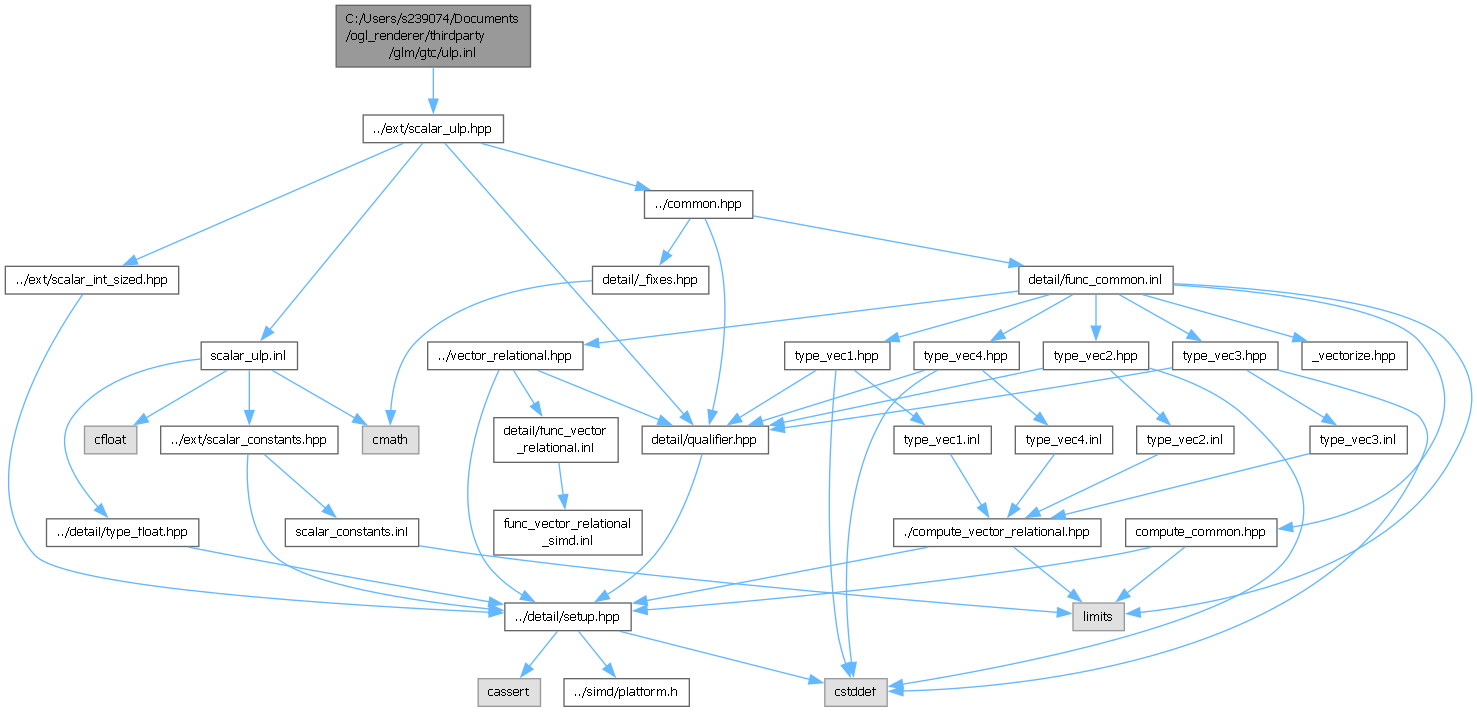 C:/Users/s239074/Documents
/ogl_renderer/thirdparty
/glm/gtc/ulp.inl
../ext/scalar_ulp.hpp
../common.hpp
../ext/scalar_int_sized.hpp
detail/_fixes.hpp
detail/func_common.inl
scalar_ulp.inl
../vector_relational.hpp
type_vec1.hpp
type_vec4.hpp
type_vec2.hpp
type_vec3.hpp
_vectorize.hpp
cfloat
../ext/scalar_constants.hpp
cmath
detail/func_vector
_relational.inl
detail/qualifier.hpp
type_vec1.inl
type_vec4.inl
type_vec2.inl
type_vec3.inl
../detail/type_float.hpp
scalar_constants.inl
func_vector_relational
_simd.inl
./compute_vector_relational.hpp
compute_common.hpp
../detail/setup.hpp
limits
cassert
../simd/platform.h
cstddef